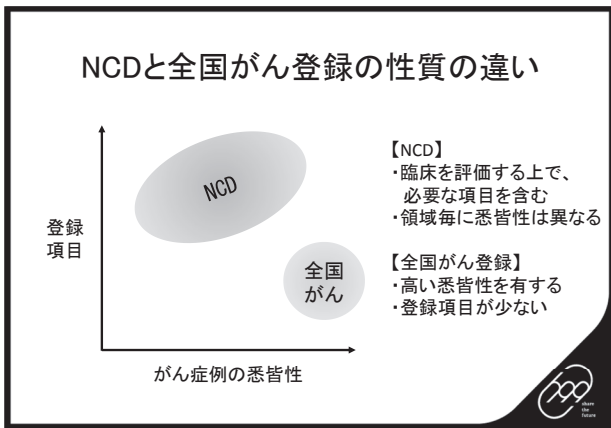 NCDと全国がん登録の性質の違い
登録
項目
NCD
全国
がん
がん症例の悉皆性
【NCD】
・臨床を評価する上で、
必要な項目を含む
・領域毎に悉皆性は異なる
【全国がん登録】
・高い悉皆性を有する
・登録項目が少ない
share
the
future